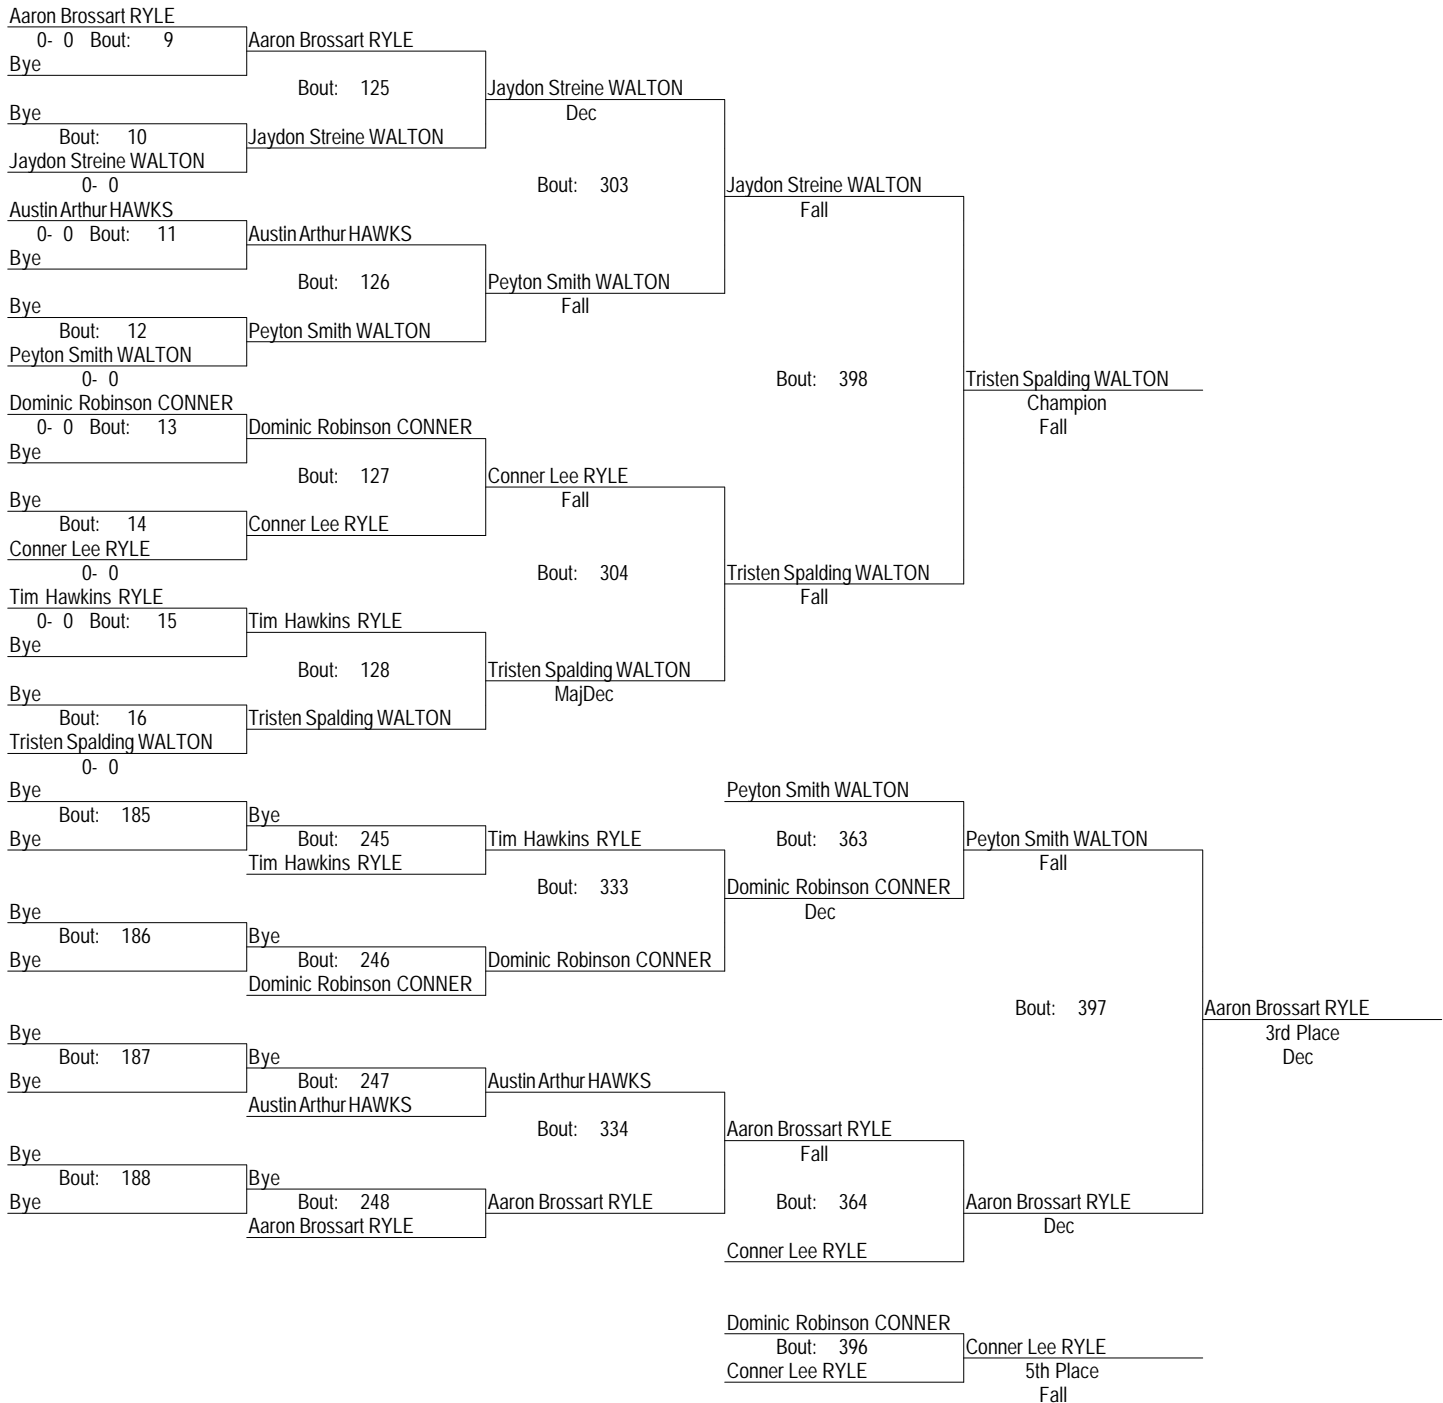 Aaron Brossart RYLE
0- 0 Bout: 9 Aaron Brossart RYLE
Bye
Bout: 125 Jaydon Streine WALTON
Bye Dec
Bout: 10 Jaydon Streine WALTON
Jaydon Streine WALTON
0- 0 Bout: 303 Jaydon Streine WALTON
Austin Arthur HAWKS Fall
0- 0 Bout: 11 Austin Arthur HAWKS
Bye
Bout: 126 Peyton Smith WALTON
Bye Fall
Bout: 12 Peyton Smith WALTON
Peyton Smith WALTON
0- 0 Bout: 398 Tristen Spalding WALTON
Dominic Robinson CONNER Champion
0- 0 Bout: 13 Dominic Robinson CONNER Fall
Bye
Bout: 127 Conner Lee RYLE
Bye Fall
Bout: 14 Conner Lee RYLE
Conner Lee RYLE
0- 0 Bout: 304 Tristen Spalding WALTON
Tim Hawkins RYLE Fall
0- 0 Bout: 15 Tim Hawkins RYLE
Bye
Bout: 128 Tristen Spalding WALTON
Bye MajDec
Bout: 16 Tristen Spalding WALTON
Tristen Spalding WALTON
0- 0
Bye Peyton Smith WALTON
Bout: 185 Bye
Bye Bout: 245 Tim Hawkins RYLE Bout: 363 Peyton Smith WALTON
Tim Hawkins RYLE Fall
Bout: 333 Dominic Robinson CONNER
Bye Dec
Bout: 186 Bye
Bye Bout: 246 Dominic Robinson CONNER
Dominic Robinson CONNER
Bout: 397 Aaron Brossart RYLE
Bye 3rd Place
Bout: 187 Bye Dec
Bye Bout: 247 Austin Arthur HAWKS
Austin Arthur HAWKS
Bout: 334 Aaron Brossart RYLE
Bye Fall
Bout: 188 Bye
Bye Bout: 248 Aaron Brossart RYLE Bout: 364 Aaron Brossart RYLE
Aaron Brossart RYLE Dec
Conner Lee RYLE
Dominic Robinson CONNER
Bout: 396 Conner Lee RYLE
Conner Lee RYLE 5th Place
Fall